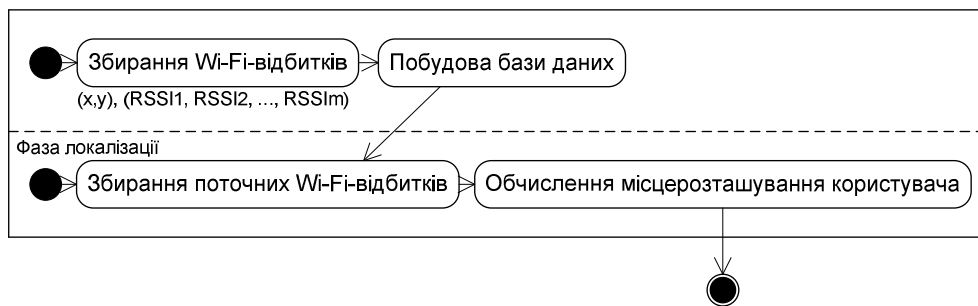 Збирання Wi-Fi-відбитків
Побудова бази даних
(x,y), (RSSI1, RSSI2, ..., RSSIm)
Фаза локалізації
Збирання поточних Wi-Fi-відбитків
Обчислення місцерозташування користувача